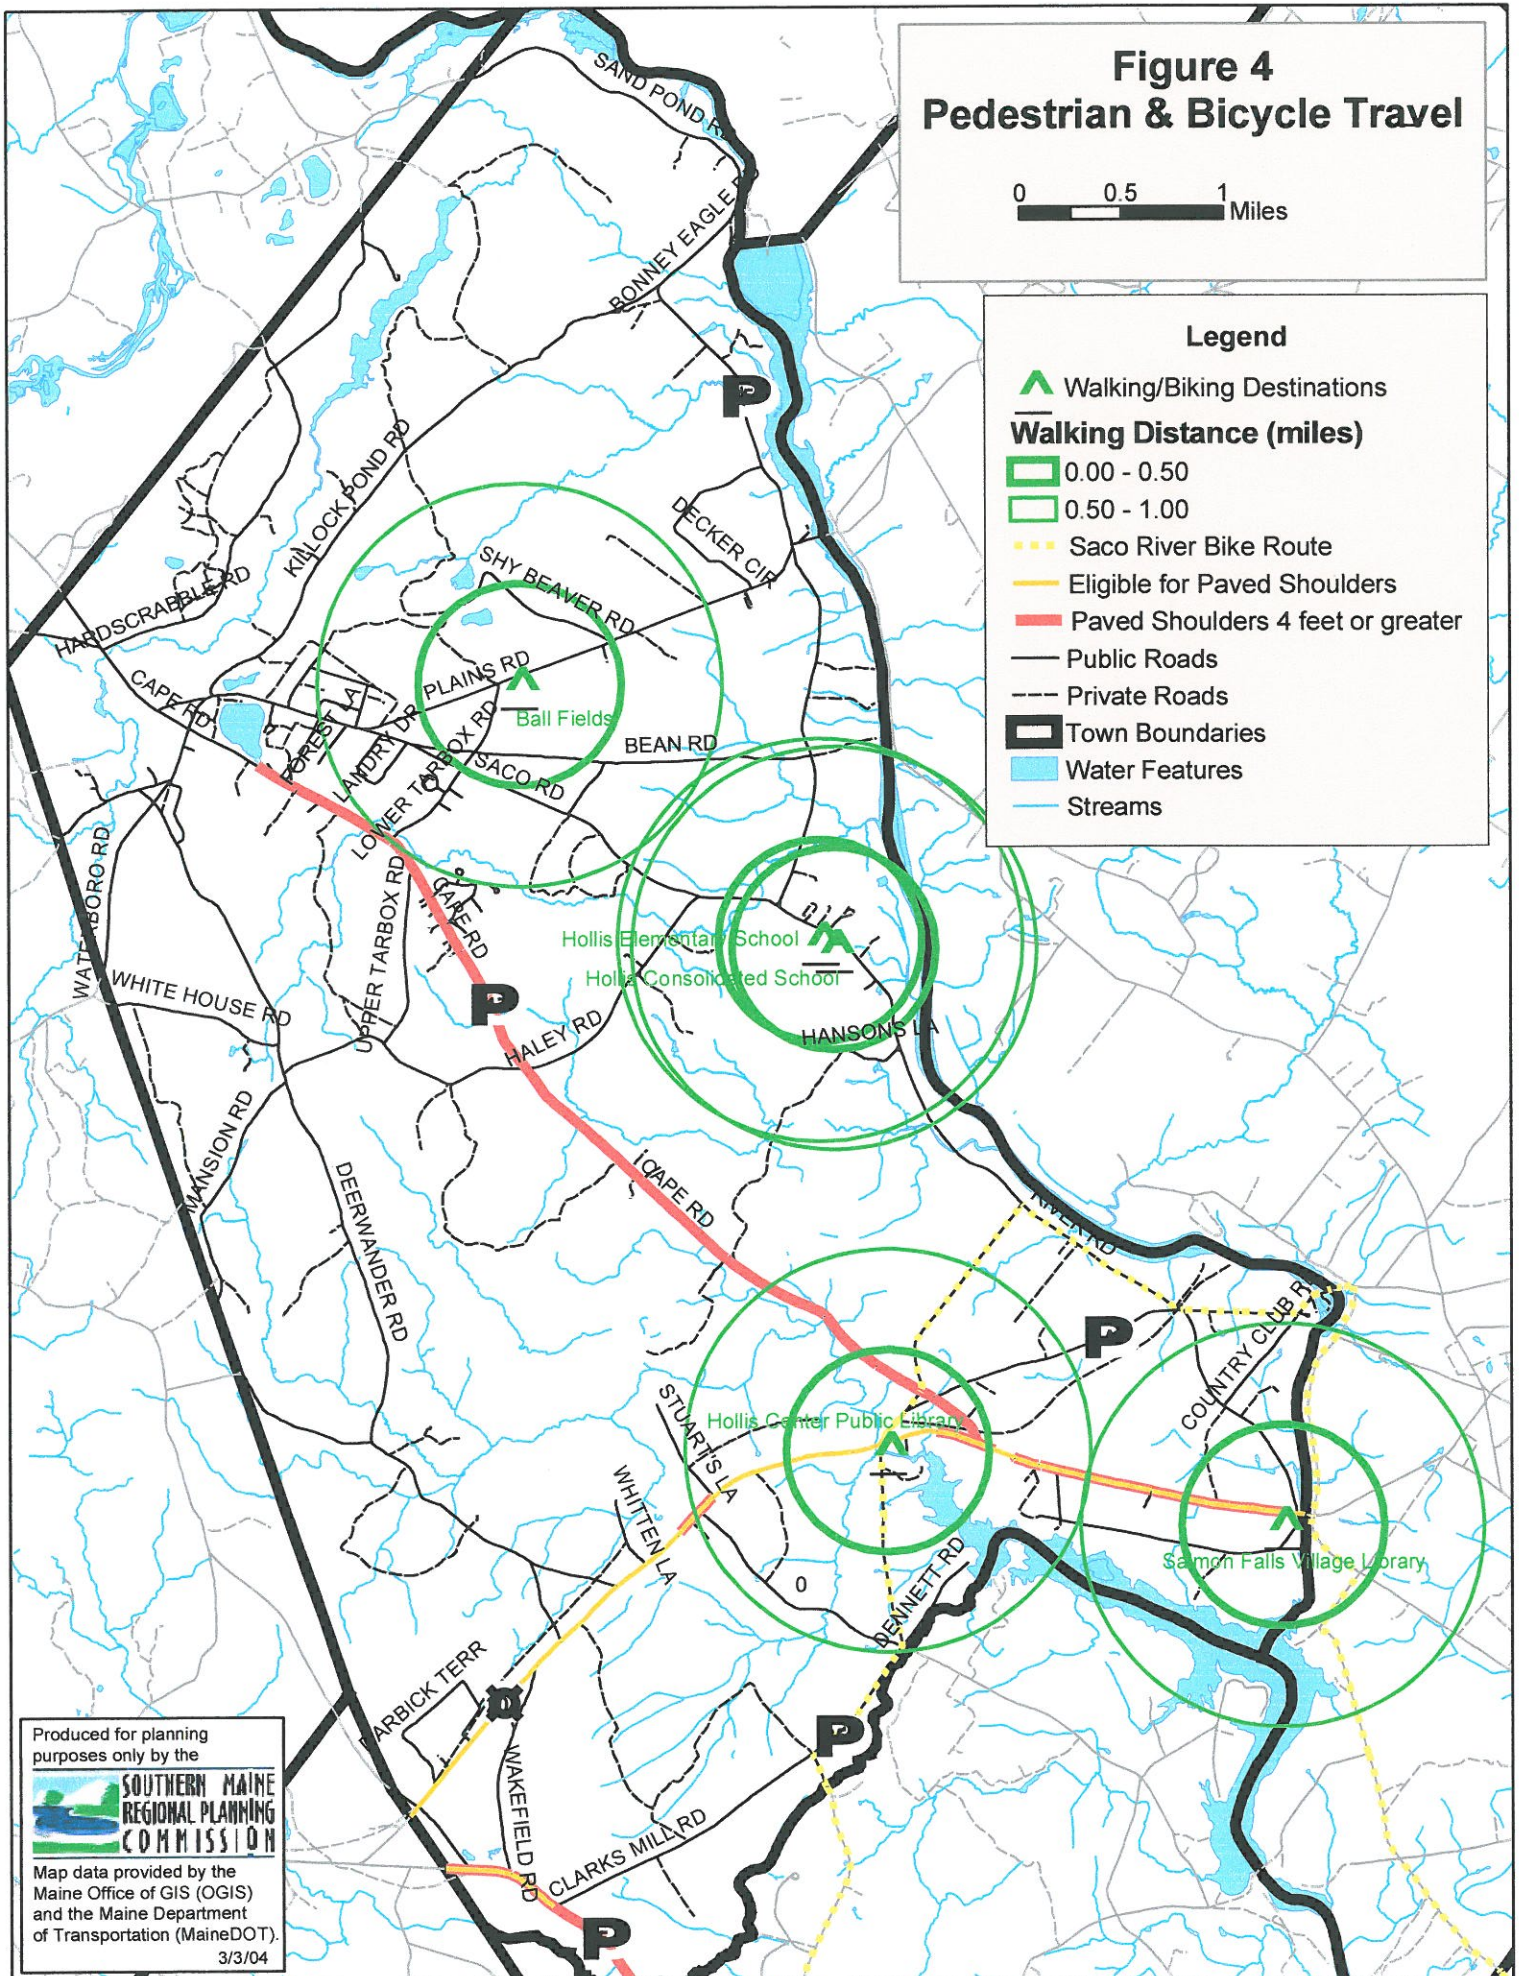 Figure 4
Pedestrian & Bicycle Travel
0 0.5 1
Miles
Legend
Walking/Biking Destinations
Walking Distance (miles)
0.00 - 0.50
0.50 - 1.00
Saco River Bike Route
Eligible for Paved Shoulders
Paved Shoulders 4 feet or greater
Public Roads
Private Roads
Town Boundaries
Water Features
Streams
SAND POND RD
BONNEY EAGLE
P
KILLOCK POND RD
DECKER CIR
SHY BEAVER RD
HARDSCRABBLE RD
PLAINS RD
CAPE RD
FOREST LA
LANDRY DR
Ball Fields
BEAN RD
SACO RD
LOWER TARBOX RD
WATERBORO RD
UPPER TARBOX RD
CAPE RD
Hollis Elementary School
Hollis Consolidated School
WHITE HOUSE RD
P
HALEY RD
HANSONS LA
MANSION RD
DEERWANDER RD
CAPE RD
RIVER RD
P
COUNTRY CLUB R
STUART'S LA
Hollis Center Public Library
WHITTEN LA
Salmon Falls Village Library
0
DENNETT RD
ARBICK TERR
P
WAKEFIELD RD
CLARKS MILL RD
P
Produced for planning
purposes only by the
SOUTHERN MAINE
REGIONAL PLANNING
COMMISSION
Map data provided by the
Maine Office of GIS (OGIS)
and the Maine Department
of Transportation (MaineDOT).
3/3/04